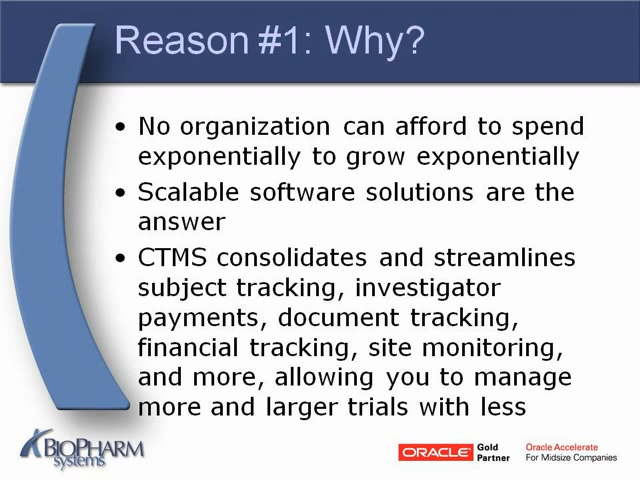 Reason #1: Why?
• No organization can afford to spend
exponentially to grow exponentially
• Scalable software solutions are the
answer
• CTMS consolidates and streamlines
subject tracking, investigator
payments, document tracking,
financial tracking, site monitoring,
and more, allowing you to manage
more and larger trials with less
BIOPHARM
systems
ORACLE
Gold
Partner
Oracle Accelerate
For Midsize Companies